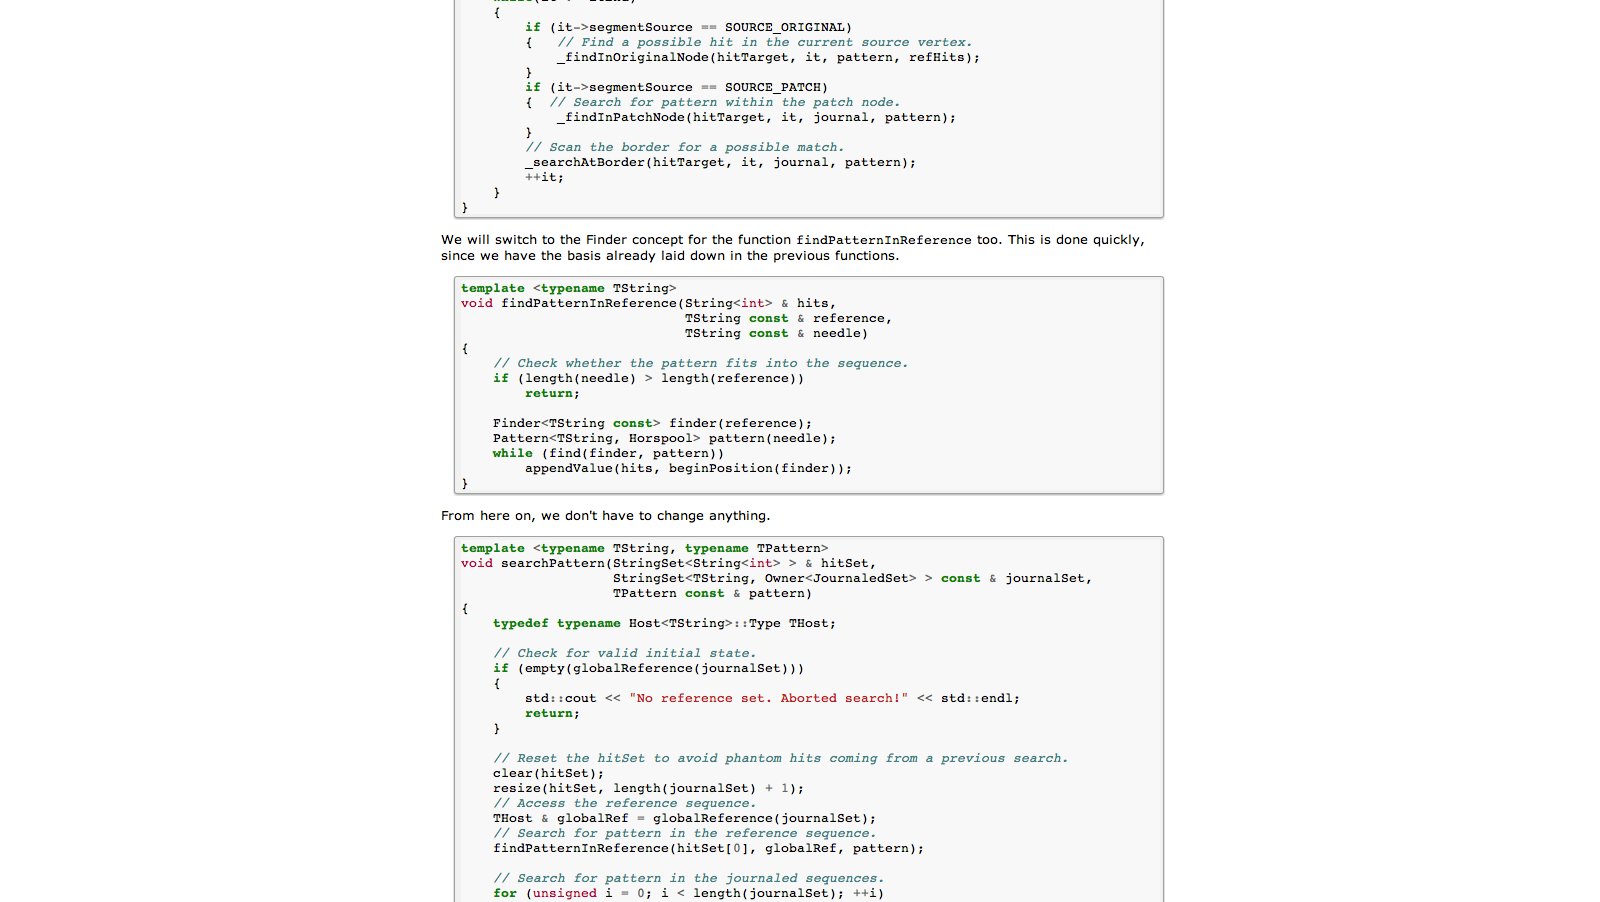 {
if (it->segmentSource == SOURCE_ORIGINAL)
{   // Find a possible hit in the current source vertex.
_findInOriginalNode(hitTarget, it, pattern, refHits);
}
if (it->segmentSource == SOURCE_PATCH)
{  // Search for pattern within the patch node.
_findInPatchNode(hitTarget, it, journal, pattern);
}
// Scan the border for a possible match.
_searchAtBorder(hitTarget, it, journal, pattern);
++it;
}
}
We will switch to the Finder concept for the function findPatternInReference too. This is done quickly,
since we have the basis already laid down in the previous functions.
template <typename TString>
void findPatternInReference(String<int> & hits,
TString const & reference,
TString const & needle)
{
// Check whether the pattern fits into the sequence.
if (length(needle) > length(reference))
return;
Finder<TString const> finder(reference);
Pattern<TString, Horspool> pattern(needle);
while (find(finder, pattern))
appendValue(hits, beginPosition(finder));
}
From here on, we don't have to change anything.
template <typename TString, typename TPattern>
void searchPattern(StringSet<String<int> > & hitSet,
StringSet<TString, Owner<JournaledSet> > const & journalSet,
TPattern const & pattern)
{
typedef typename Host<TString>::Type THost;
// Check for valid initial state.
if (empty(globalReference(journalSet)))
{
std::cout << "No reference set. Aborted search!" << std::endl;
return;
}
// Reset the hitSet to avoid phantom hits coming from a previous search.
clear(hitSet);
resize(hitSet, length(journalSet) + 1);
// Access the reference sequence.
THost & globalRef = globalReference(journalSet);
// Search for pattern in the reference sequence.
findPatternInReference(hitSet[0], globalRef, pattern);
// Search for pattern in the journaled sequences.
for (unsigned i = 0; i < length(journalSet); ++i)